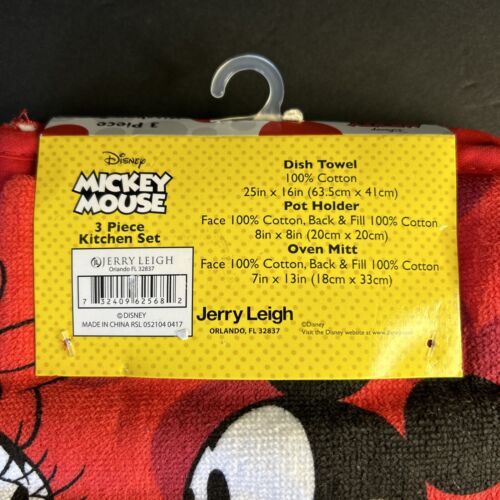 3 Piece
Disney
MICKEY
MOUSE
3 Piece
Kitchen Set
JL JERRY LEIGH
Orlando FL 32837
7 32409 62568 2
©DISNEY
MADE IN CHINA RSL 052104 0417
Dish Towel
100% Cotton
25in x 16in (63.5cm x 41cm)
Pot Holder
Face 100% Cotton, Back & Fill 100% Cotton
8in x 8in (20cm x 20cm)
Oven Mitt
Face 100% Cotton, Back & Fill 100% Cotton
7in x 13in (18cm x 33cm)
Jerry Leigh
ORLANDO, FL 32837
©Disney
Visit the Disney website at www.